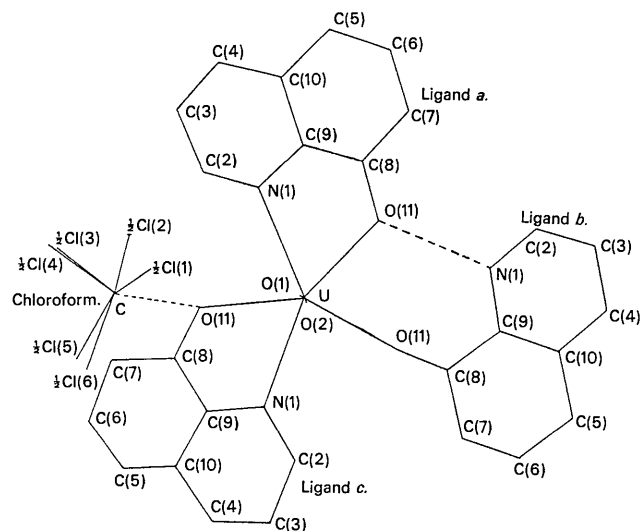 C(5)
C(4)
C(6)
C(10)
Ligand a.
C(3)
C(7)
C(9)
C(2)
C(8)
N(1)
O(11)
Ligand b.
½Cl(2)
½Cl(3)
C(2)
C(3)
½Cl(4)
½Cl(1)
N(1)
O(1)
U
Chloroform.
C
O(11)
O(2)
C(4)
C(9)
O(11)
½Cl(5)
C(8)
C(10)
C(7)
C(8)
½Cl(6)
N(1)
C(6)
C(9)
C(7)
C(5)
C(2)
C(6)
C(5)
C(10)
Ligand c.
C(4)
C(3)